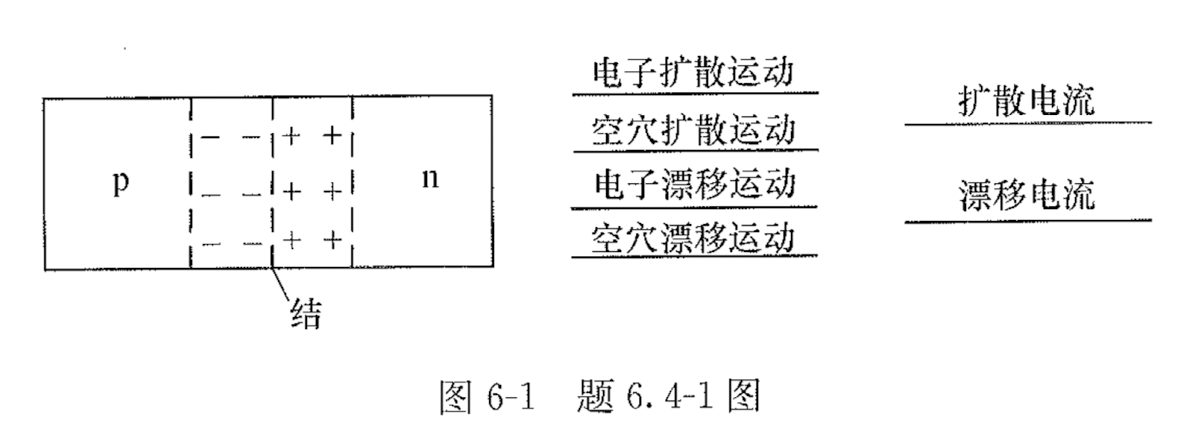 电子扩散运动
扩散电流
空穴扩散运动
p
− − + +
n
电子漂移运动
漂移电流
− − + +
空穴漂移运动
− − + +
结
图 6-1 题 6.4-1 图